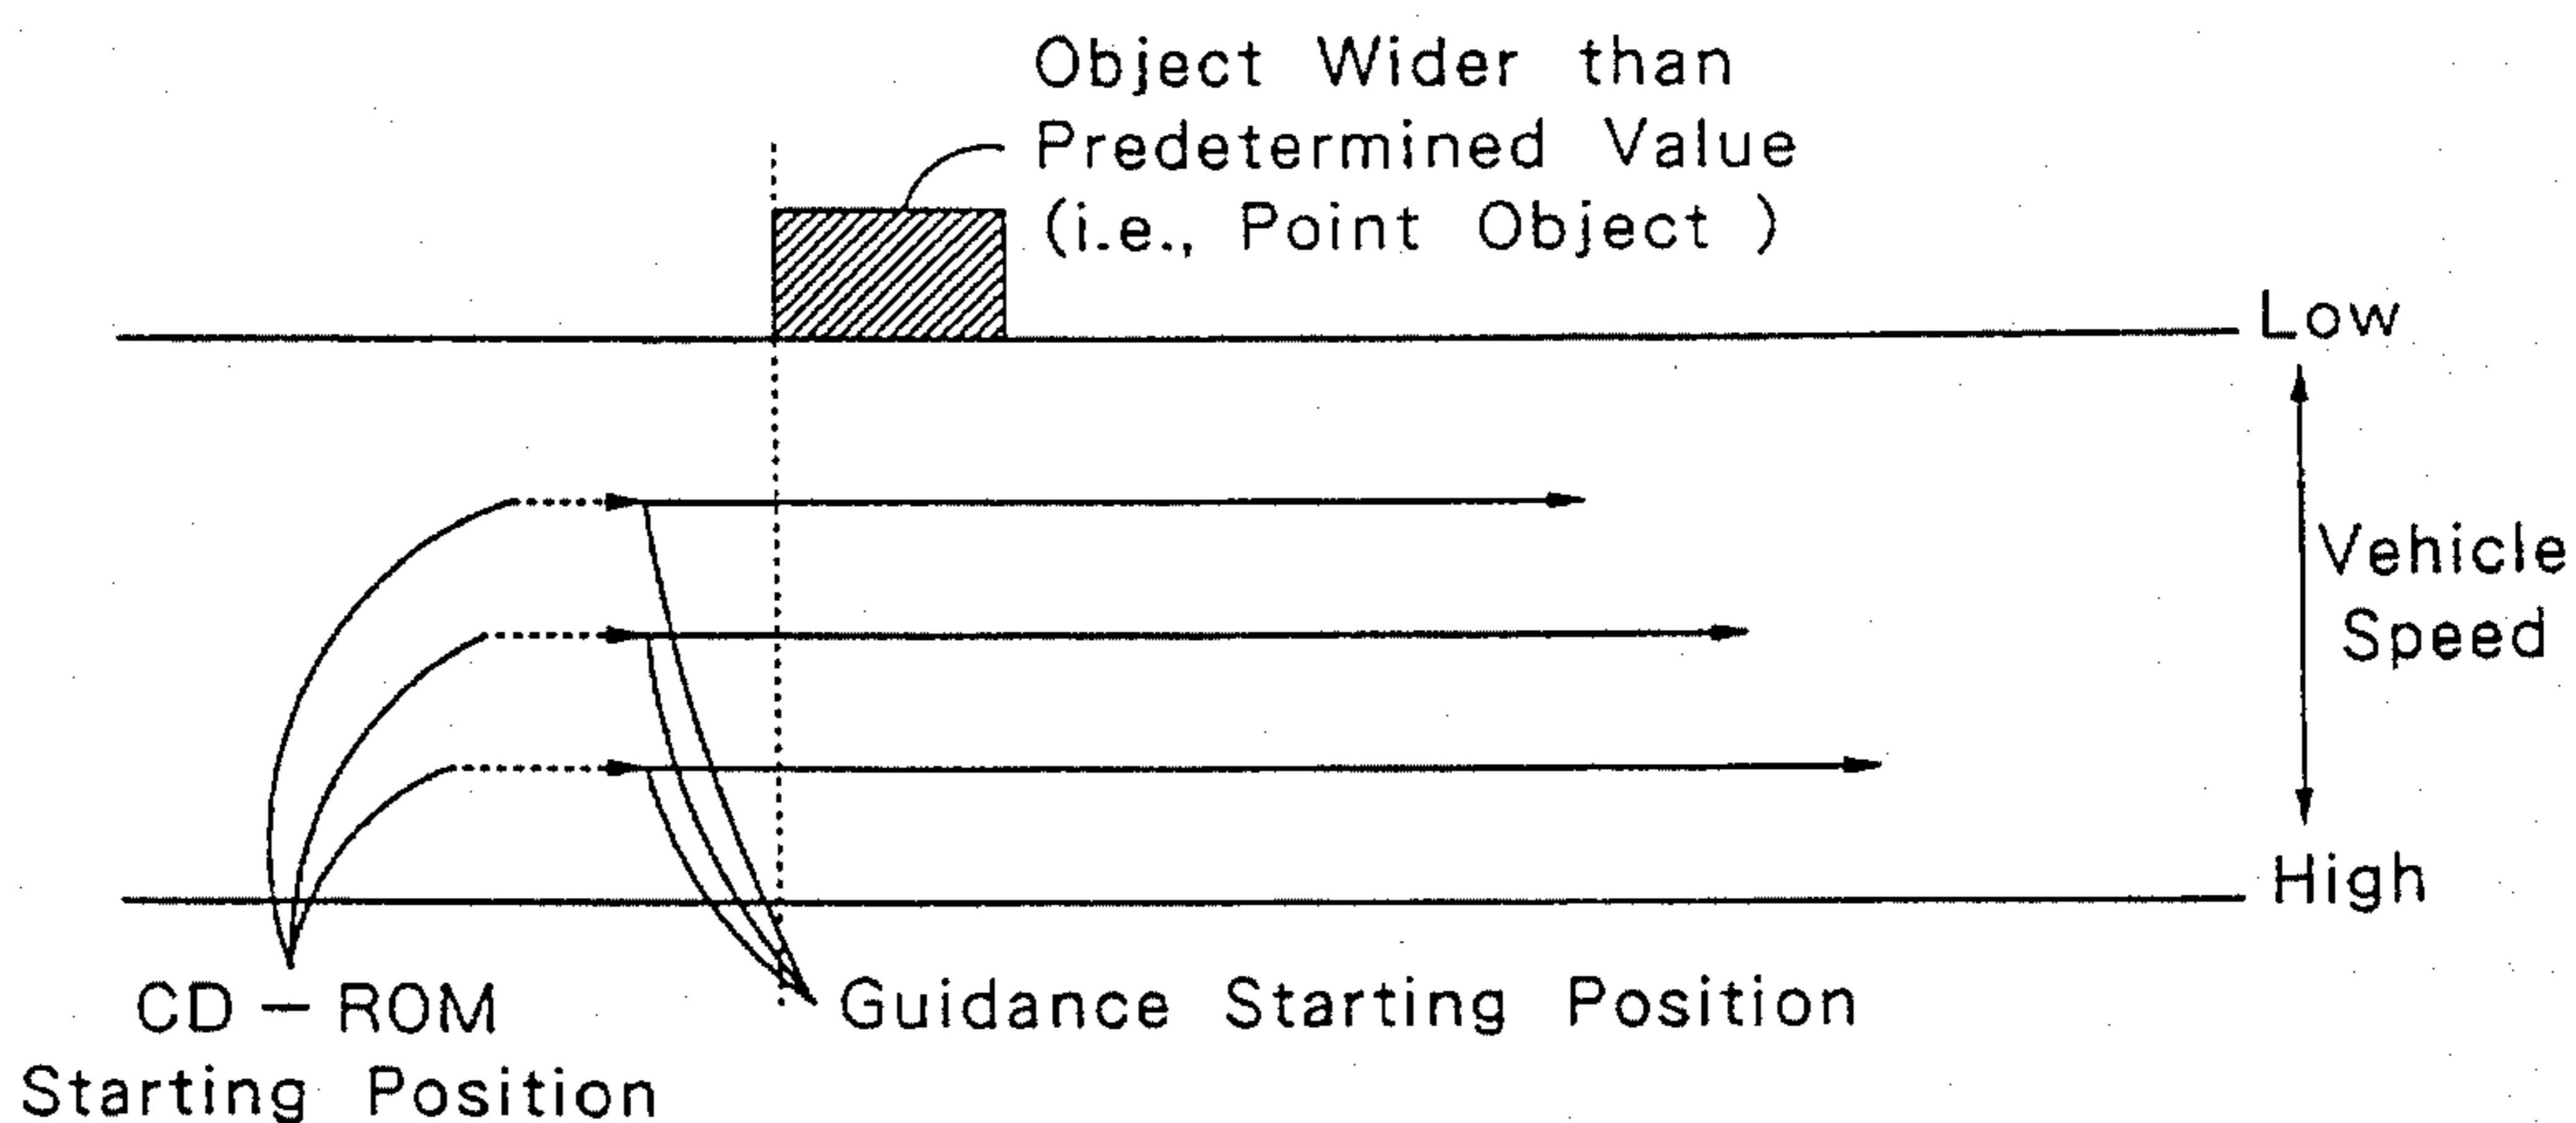 Object Wider than
Predetermined Value
(i.e., Point Object )
Low
Vehicle
Speed
High
CD - ROM
Starting Position
Guidance Starting Position